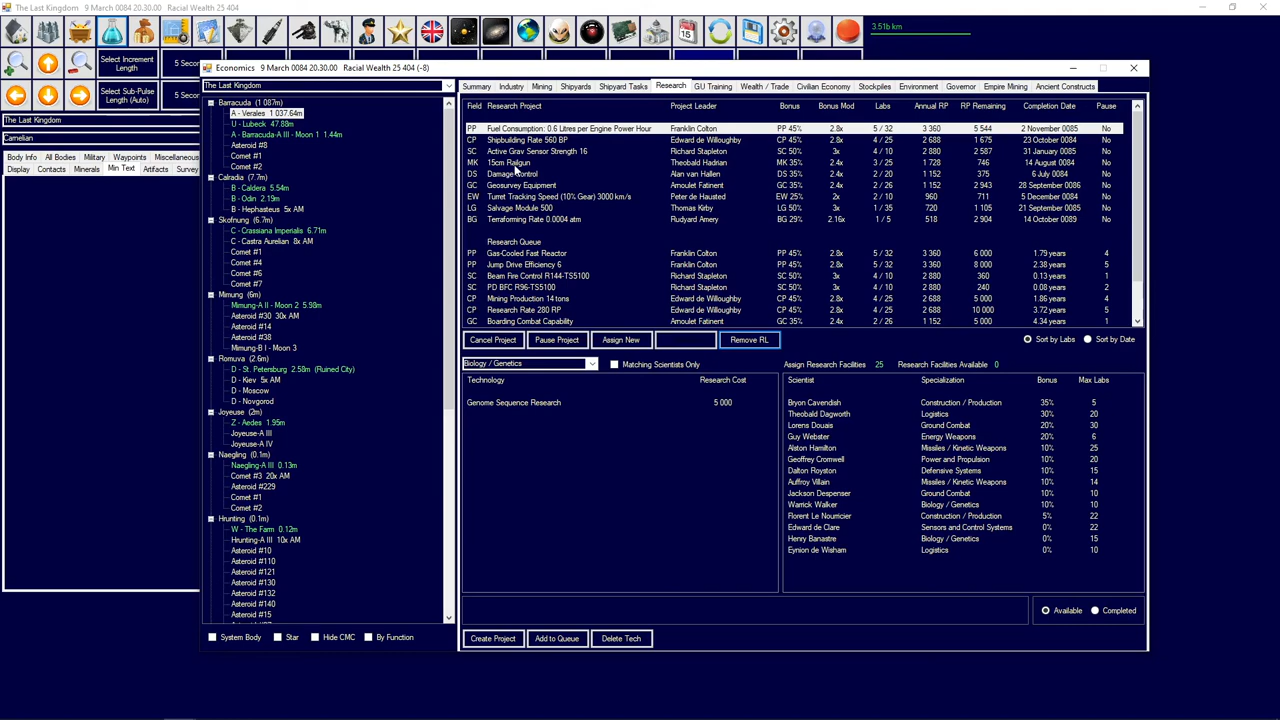 The Last Kingdom   9 March 0084 20.30.00   Racial Wealth 25 404
3.51b km
Select Increment Length
5 Secor
Select Sub-Pulse Length (Auto)
5 Secor
The Last Kingdom
Camelian
Body Info   All Bodies   Military   Waypoints   Miscellaneous
Display   Contacts   Minerals   Min Text   Artifacts   Survey
Economics   9 March 0084 20.30.00   Racial Wealth 25 404 (-8)
The Last Kingdom
Barracuda (1 087m)
A - Verales  1 037.64m
U - Lubeck  47.88m
A - Barracuda-A III - Moon 1  1.44m
Asteroid #8
Comet #1
Comet #2
Calradia (7.7m)
B - Caldera  5.54m
B - Odin  2.19m
B - Hephasteus  5x AM
Skofnung (6.7m)
C - Crassiana Imperialis  6.71m
C - Castra Aurelian  8x AM
Comet #1
Comet #4
Comet #6
Comet #7
Mimung (6m)
Mimung-A II - Moon 2  5.98m
Asteroid #30  30x AM
Asteroid #14
Asteroid #38
Mimung-B I - Moon 3
Romuva (2.6m)
D - St. Petersburg  2.58m (Ruined City)
D - Kiev  5x AM
D - Moscow
D - Novgorod
Joyeuse (2m)
Z - Aedes  1.95m
Joyeuse-A III
Joyeuse-A IV
Naegling (0.1m)
Naegling-A III  0.13m
Comet #3  20x AM
Asteroid #229
Comet #1
Comet #2
Hrunting (0.1m)
W - The Farm  0.12m
Hrunting-A III  10x AM
Asteroid #10
Asteroid #110
Asteroid #121
Asteroid #130
Asteroid #132
Asteroid #140
Asteroid #15
System Body   Star   Hide CMC   By Function
Summary   Industry   Mining   Shipyards   Shipyard Tasks   Research   GU Training   Wealth / Trade   Civilian Economy   Stockpiles   Environment   Governor   Empire Mining   Ancient Constructs
Field   Research Project   Project Leader   Bonus   Bonus Mod   Labs   Annual RP   RP Remaining   Completion Date   Pause
PP   Fuel Consumption: 0.6 Litres per Engine Power Hour   Franklin Colton   PP 45%   2.8x   5 / 32   3 360   5 544   2 November 0085   No
CP   Shipbuilding Rate 560 BP   Edward de Willoughby   CP 45%   2.8x   4 / 25   2 688   1 675   23 October 0084   No
SC   Active Grav Sensor Strength 16   Richard Stapleton   SC 50%   3x   4 / 10   2 880   2 587   31 January 0085   No
MK   15cm Railgun   Theobald Hadrian   MK 35%   2.4x   3 / 25   1 728   746   14 August 0084   No
DS   Damage Control   Alan van Hallen   DS 35%   2.4x   2 / 20   1 152   375   6 July 0084   No
GC   Geosurvey Equipment   Amoulet Fatinent   GC 35%   2.4x   2 / 26   1 152   2 943   28 September 0086   No
EW   Turret Tracking Speed (10% Gear) 3000 km/s   Peter de Hausted   EW 25%   2x   2 / 10   960   711   5 December 0084   No
LG   Salvage Module 500   Thomas Kirby   LG 50%   3x   1 / 35   720   1 105   21 September 0085   No
BG   Terraforming Rate 0.0004 atm   Rudyard Amery   BG 29%   2.16x   1 / 5   518   2 904   14 October 0089   No
Research Queue
PP   Gas-Cooled Fast Reactor   Franklin Colton   PP 45%   2.8x   5 / 32   3 360   6 000   1.79 years   4
PP   Jump Drive Efficiency 6   Franklin Colton   PP 45%   2.8x   5 / 32   3 360   8 000   2.38 years   5
SC   Beam Fire Control R144-TS5100   Richard Stapleton   SC 50%   3x   4 / 10   2 880   360   0.13 years   1
SC   PD BFC R96-TS5100   Richard Stapleton   SC 50%   3x   4 / 10   2 880   240   0.08 years   2
CP   Mining Production 14 tons   Edward de Willoughby   CP 45%   2.8x   4 / 25   2 688   5 000   1.86 years   4
CP   Research Rate 280 RP   Edward de Willoughby   CP 45%   2.8x   4 / 25   2 688   10 000   3.72 years   5
GC   Boarding Combat Capability   Amoulet Fatinent   GC 35%   2.4x   2 / 26   1 152   5 000   4.34 years   1
Cancel Project   Pause Project   Assign New   Remove RL   Sort by Labs   Sort by Date
Biology / Genetics   Matching Scientists Only   Assign Research Facilities   25   Research Facilities Available   0
Technology   Research Cost
Genome Sequence Research   5 000
Scientist   Specialization   Bonus   Max Labs
Bryon Cavendish   Construction / Production   35%   5
Theobald Dagworth   Logistics   30%   20
Lorens Douais   Ground Combat   20%   30
Guy Webster   Energy Weapons   20%   6
Alston Hamilton   Missiles / Kinetic Weapons   10%   25
Geoffrey Cromwell   Power and Propulsion   10%   20
Dalton Royston   Defensive Systems   10%   15
Auffroy Villain   Missiles / Kinetic Weapons   10%   14
Jackson Despenser   Ground Combat   10%   10
Warrick Walker   Biology / Genetics   10%   10
Florent Le Nourricier   Construction / Production   5%   22
Edward de Clare   Sensors and Control Systems   0%   22
Henry Banastre   Biology / Genetics   0%   15
Eynion de Wisham   Logistics   0%   10
Available   Completed
Create Project   Add to Queue   Delete Tech